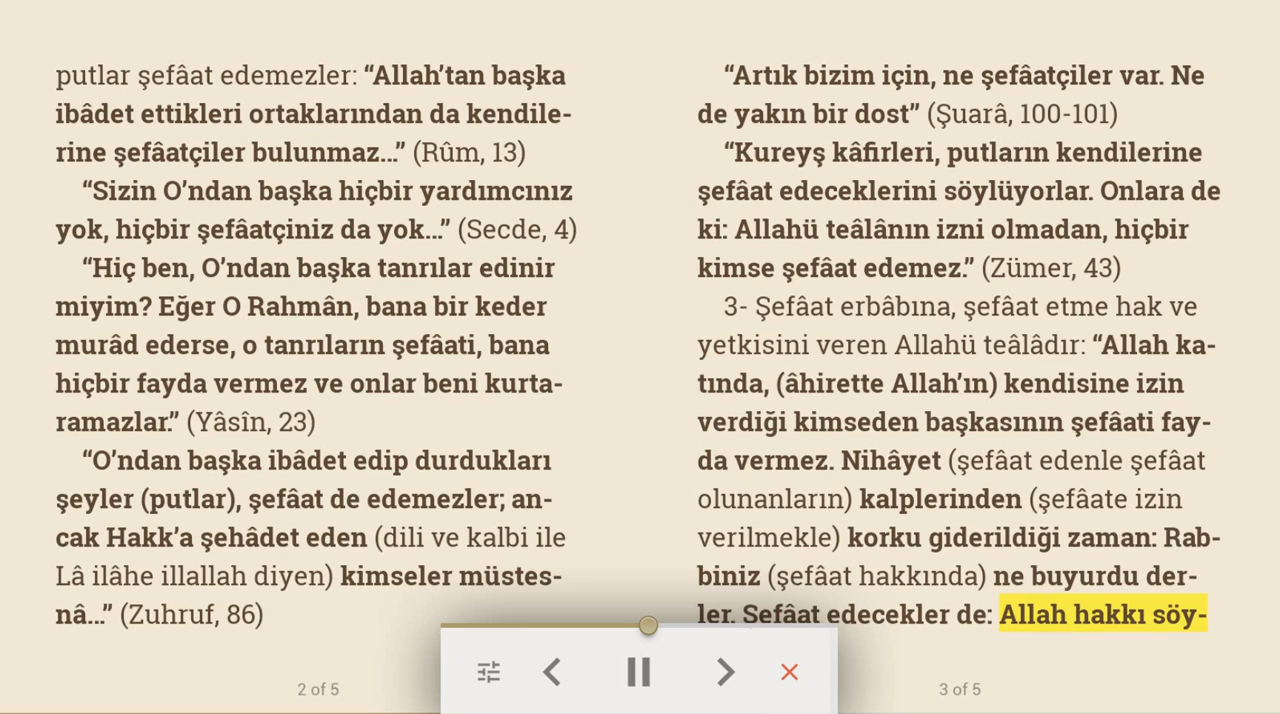 putlar şefâat edemezler: “Allah’tan başka
ibâdet ettikleri ortaklarından da kendile-
rine şefâatçiler bulunmaz...” (Rûm, 13)
“Sizin O’ndan başka hiçbir yardımcınız
yok, hiçbir şefâatçiniz da yok...” (Secde, 4)
“Hiç ben, O’ndan başka tanrılar edinir
miyim? Eğer O Rahmân, bana bir keder
murâd ederse, o tanrıların şefâati, bana
hiçbir fayda vermez ve onlar beni kurta-
ramazlar.” (Yâsîn, 23)
“O’ndan başka ibâdet edip durdukları
şeyler (putlar), şefâat de edemezler; an-
cak Hakk’a şehâdet eden (dili ve kalbi ile
Lâ ilâhe illallah diyen) kimseler müstes-
nâ...” (Zuhruf, 86)
2 of 5
“Artık bizim için, ne şefâatçiler var. Ne
de yakın bir dost” (Şuarâ, 100-101)
“Kureyş kâfirleri, putların kendilerine
şefâat edeceklerini söylüyorlar. Onlara de
ki: Allahü teâlânın izni olmadan, hiçbir
kimse şefâat edemez.” (Zümer, 43)
3- Şefâat erbâbına, şefâat etme hak ve
yetkisini veren Allahü teâlâdır: “Allah ka-
tında, (âhirette Allah’ın) kendisine izin
verdiği kimseden başkasının şefâati fay-
da vermez. Nihâyet (şefâat edenle şefâat
olunanların) kalplerinden (şefâate izin
verilmekle) korku giderildiği zaman: Rab-
biniz (şefâat hakkında) ne buyurdu der-
ler. Şefâat edecekler de: Allah hakkı söy-
3 of 5